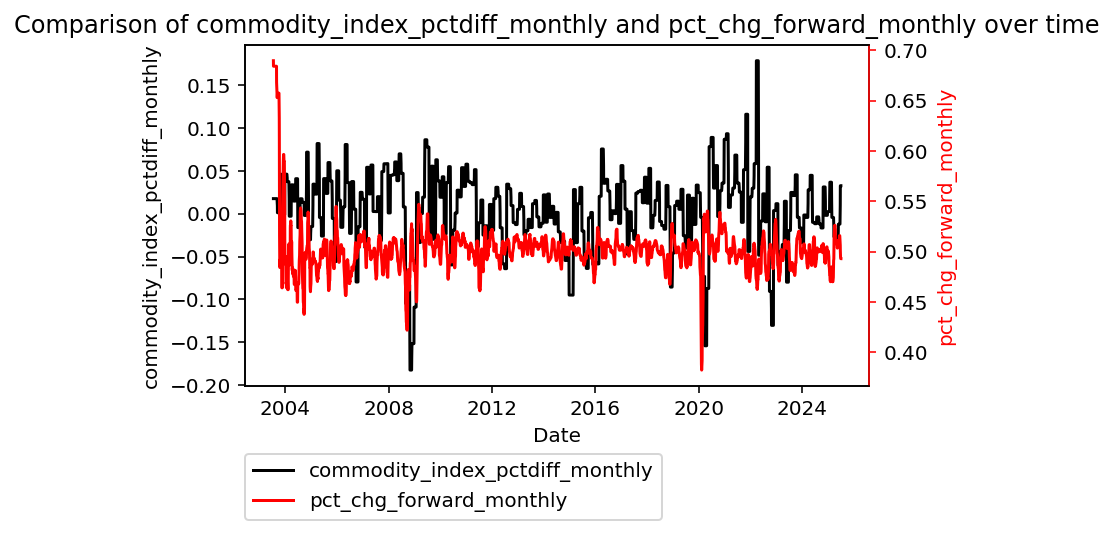 Comparison of commodity_index_pctdiff_monthly and pct_chg_forward_monthly over time
commodity_index_pctdiff_monthly
0.15
0.10
0.05
0.00
−0.05
−0.10
−0.15
−0.20
0.70
0.65
0.60
0.55
0.50
0.45
0.40
pct_chg_forward_monthly
2004 2008 2012 2016 2020 2024
Date
commodity_index_pctdiff_monthly
pct_chg_forward_monthly